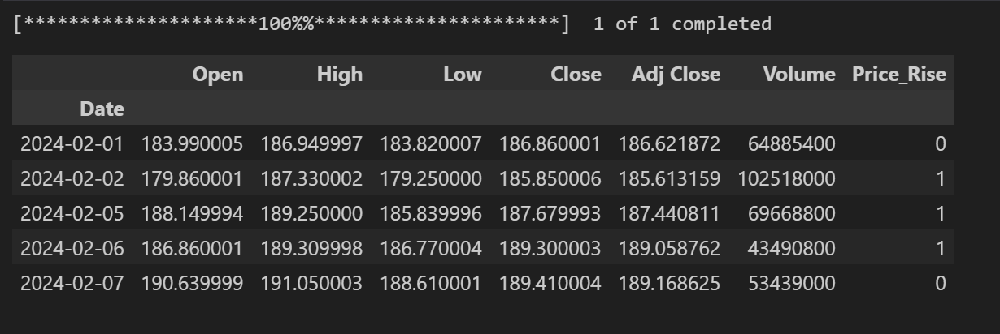 [*********************100%%**********************]  1 of 1 completed
Open High Low Close Adj Close Volume Price_Rise
Date
2024-02-01 183.990005 186.949997 183.820007 186.860001 186.621872 64885400 0
2024-02-02 179.860001 187.330002 179.250000 185.850006 185.613159 102518000 1
2024-02-05 188.149994 189.250000 185.839996 187.679993 187.440811 69668800 1
2024-02-06 186.860001 189.309998 186.770004 189.300003 189.058762 43490800 1
2024-02-07 190.639999 191.050003 188.610001 189.410004 189.168625 53439000 0